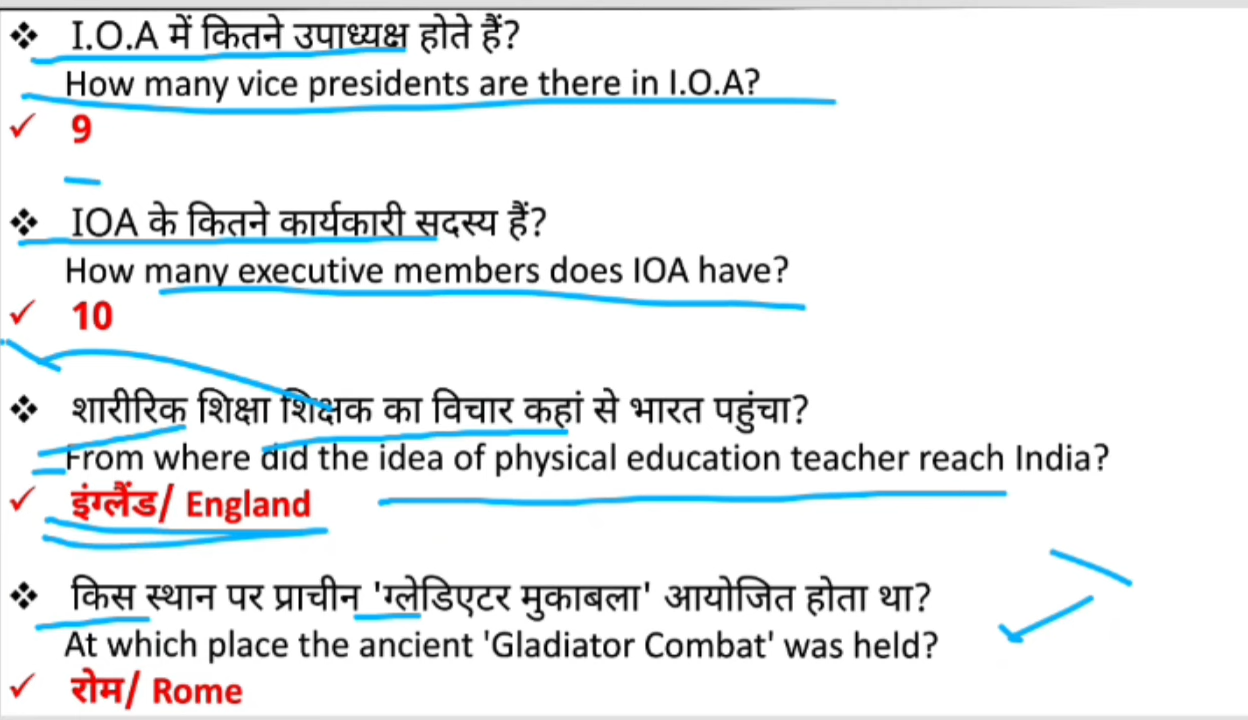 ❖ I.O.A में कितने उपाध्यक्ष होते हैं?
How many vice presidents are there in I.O.A?
✓ 9
❖ IOA के कितने कार्यकारी सदस्य हैं?
How many executive members does IOA have?
✓ 10
❖ शारीरिक शिक्षा शिक्षक का विचार कहां से भारत पहुंचा?
From where did the idea of physical education teacher reach India?
✓ इंग्लैंड/ England
❖ किस स्थान पर प्राचीन 'ग्लेडिएटर मुकाबला' आयोजित होता था?
At which place the ancient 'Gladiator Combat' was held?
✓ रोम/ Rome